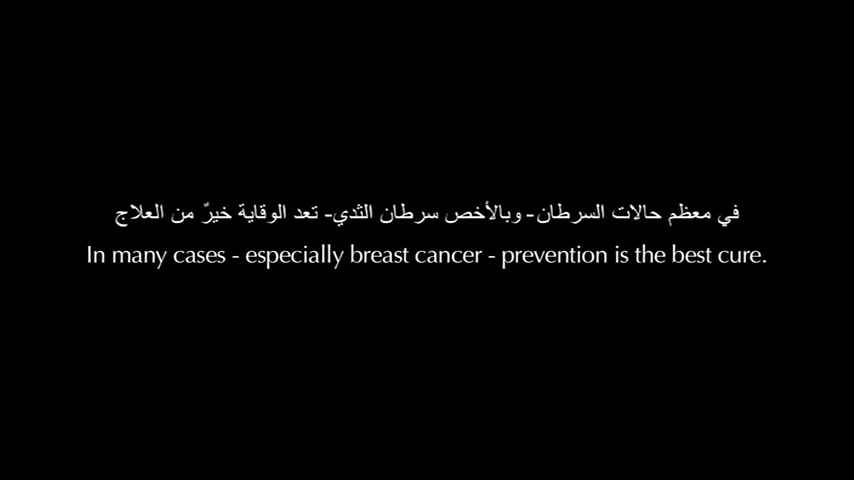 في معظم حالات السرطان- وبالأخص سرطان الثدي- تعد الوقاية خيرٌ من العلاج
In many cases - especially breast cancer - prevention is the best cure.